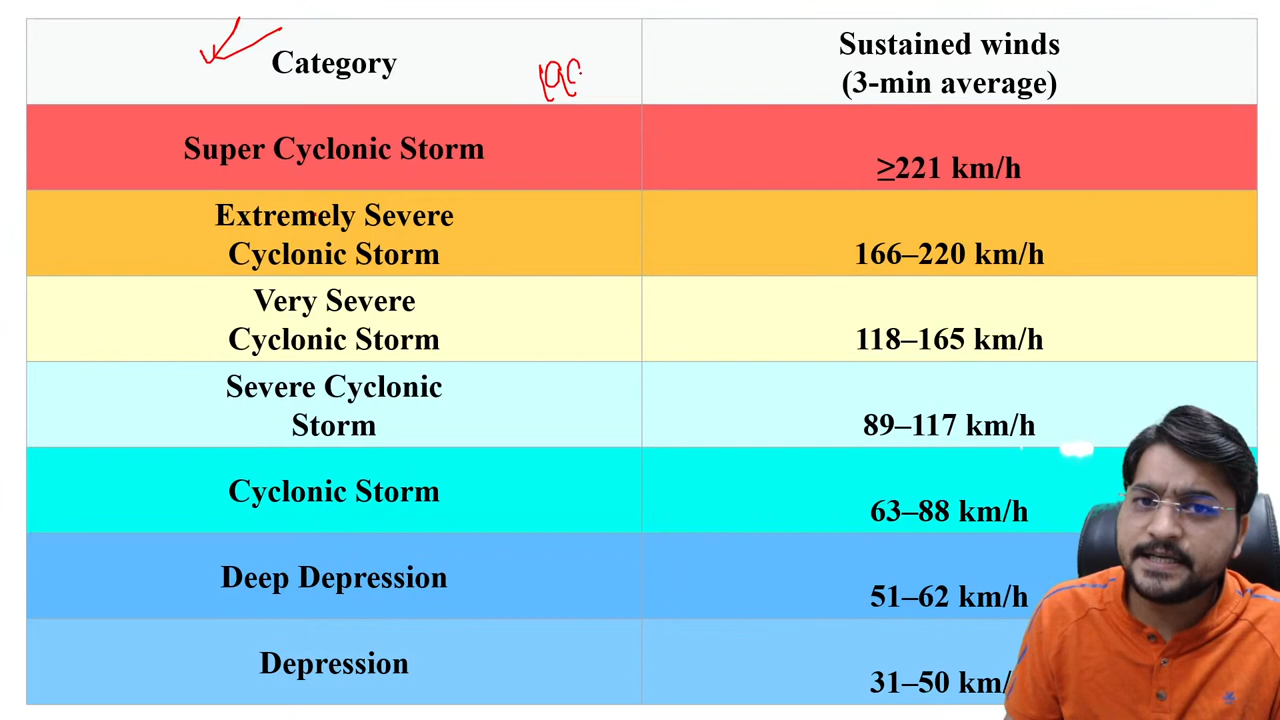 Category
Sustained winds
(3-min average)
Super Cyclonic Storm
≥221 km/h
Extremely Severe
Cyclonic Storm
166–220 km/h
Very Severe
Cyclonic Storm
118–165 km/h
Severe Cyclonic
Storm
89–117 km/h
Cyclonic Storm
63–88 km/h
Deep Depression
51–62 km/h
Depression
31–50 km/